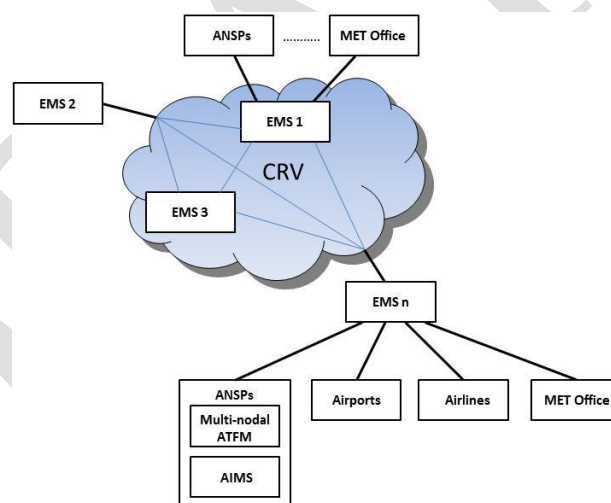 ANSPs ............ MET Office
EMS 2
EMS 1
CRV
EMS 3
EMS n
ANSPs
Multi-nodal
ATFM
AIMS
Airports
Airlines
MET Office